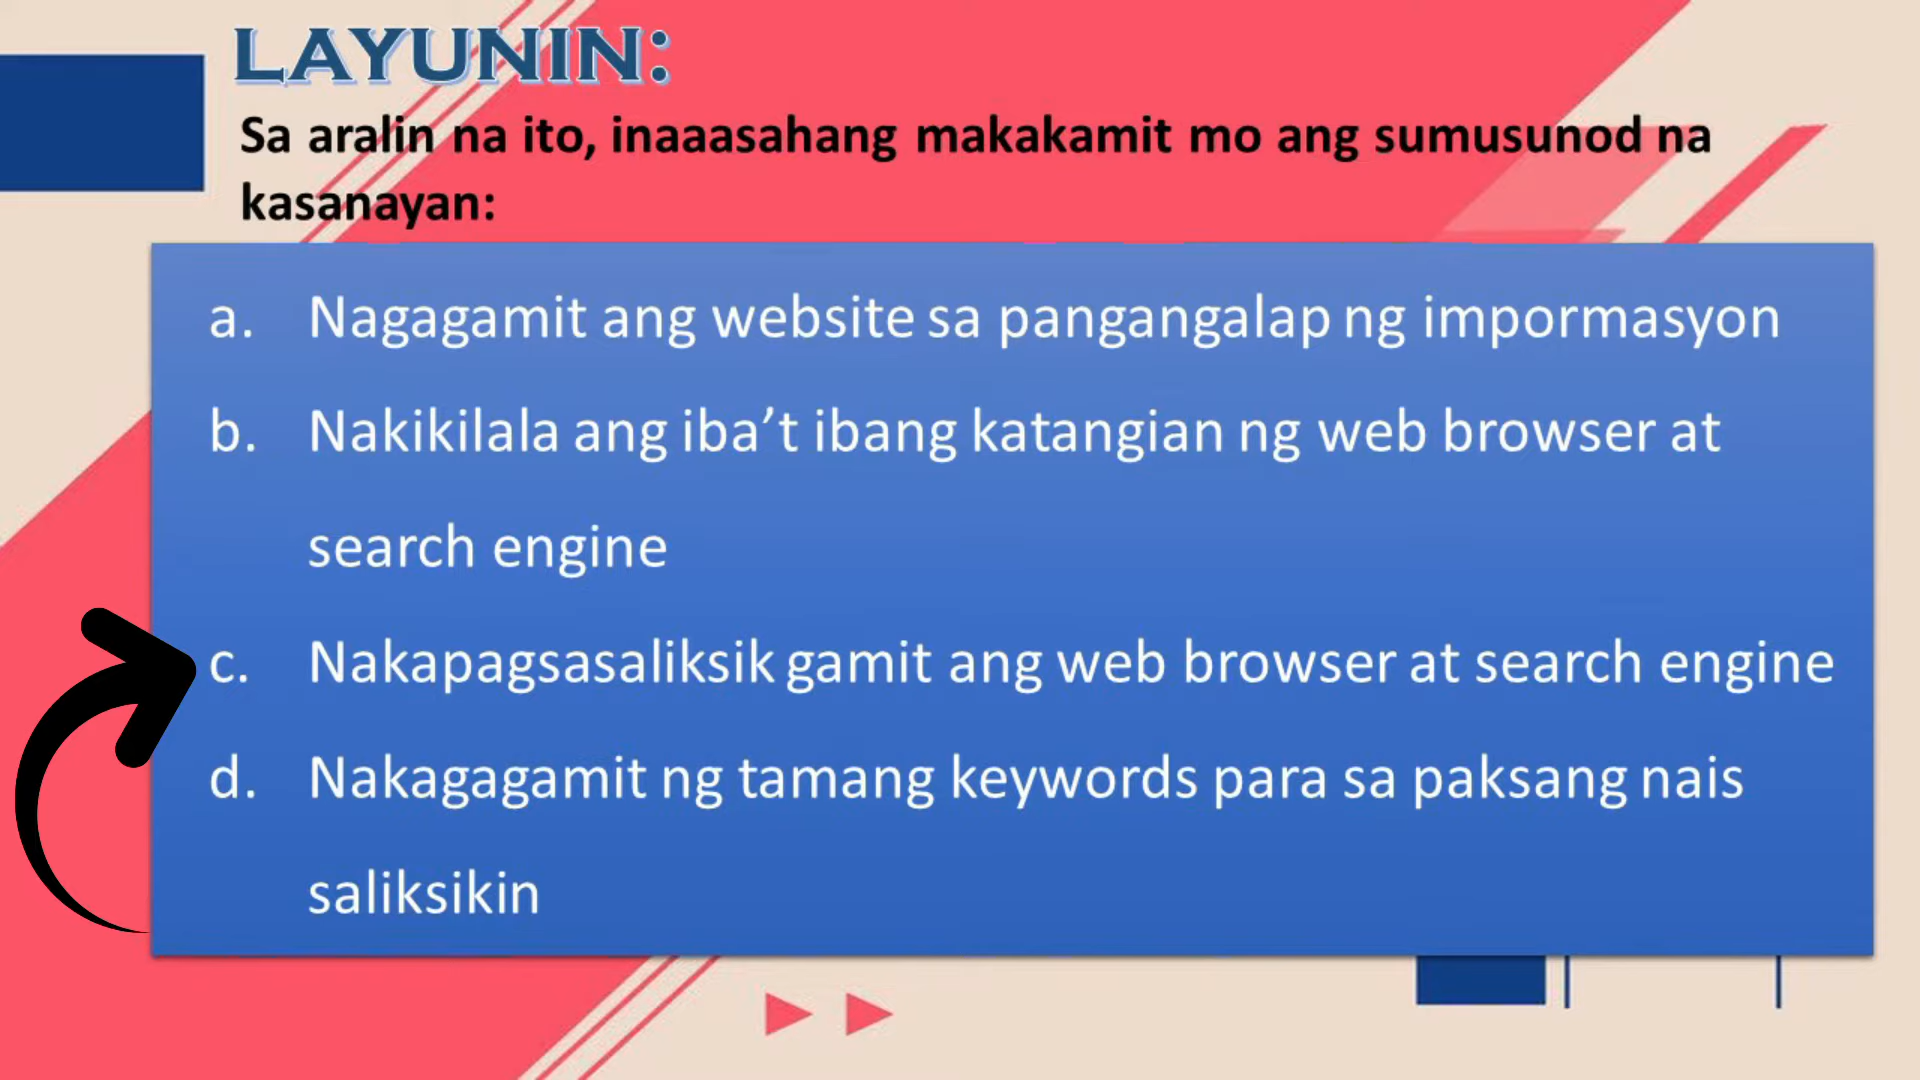 LAYUNIN:
Sa aralin na ito, inaaasahang makakamit mo ang sumusunod na
kasanayan:
a. Nagagamit ang website sa pangangalap ng impormasyon
b. Nakikilala ang iba’t ibang katangian ng web browser at
search engine
c. Nakapagsasaliksik gamit ang web browser at search engine
d. Nakagagamit ng tamang keywords para sa paksang nais
saliksikin